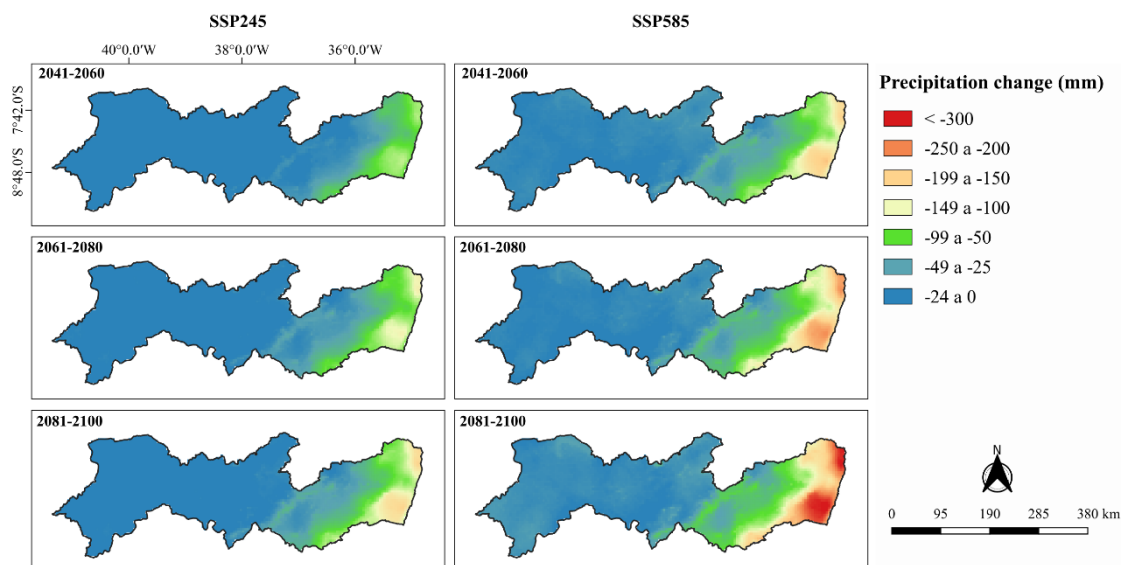 SSP245
SSP585
40°0.0'W 38°0.0'W 36°0.0'W
7°42.0'S
8°48.0'S
2041-2060
2041-2060
2061-2080
2061-2080
2081-2100
2081-2100
Precipitation change (mm)
< -300
-250 a -200
-199 a -150
-149 a -100
-99 a -50
-49 a -25
-24 a 0
N
0 95 190 285 380 km